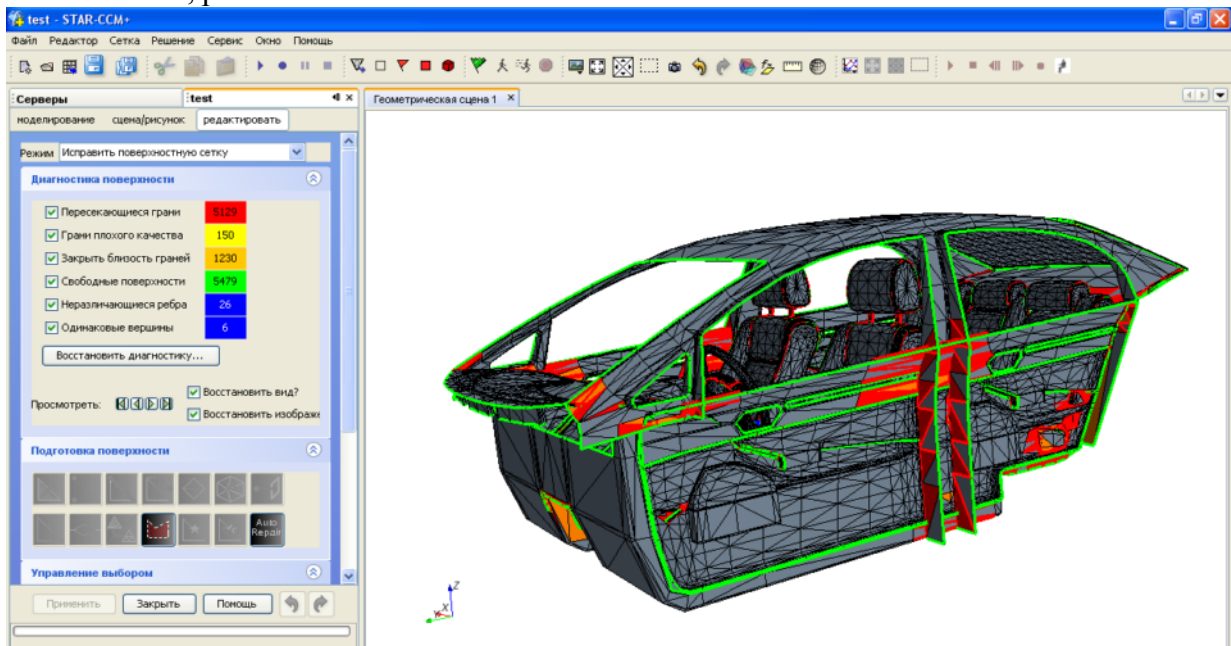 test - STAR-CCM+
Файл Редактор Сетка Решение Сервис Окно Помощь
Серверы test Геометрическая сцена 1
моделирование сцена/рисунок редактировать
Режим Исправить поверхностную сетку
Диагностика поверхности
Пересекающиеся грани 5129
Грани плохого качества 150
Закрыть близость граней 1230
Свободные поверхности 5479
Неразличающиеся ребра 26
Одинаковые вершины 6
Восстановить диагностику...
Восстановить вид?
Просмотреть:
Восстановить изображе
Подготовка поверхности
Auto
Repair
Управление выбором
Применить Закрыть Помощь
Z
X